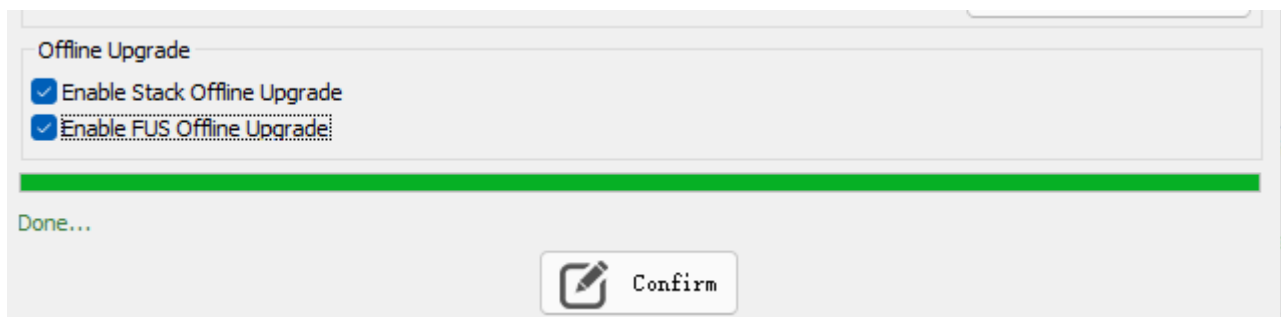 Offline Upgrade
Enable Stack Offline Upgrade
Enable FUS Offline Upgrade
Done...
Confirm